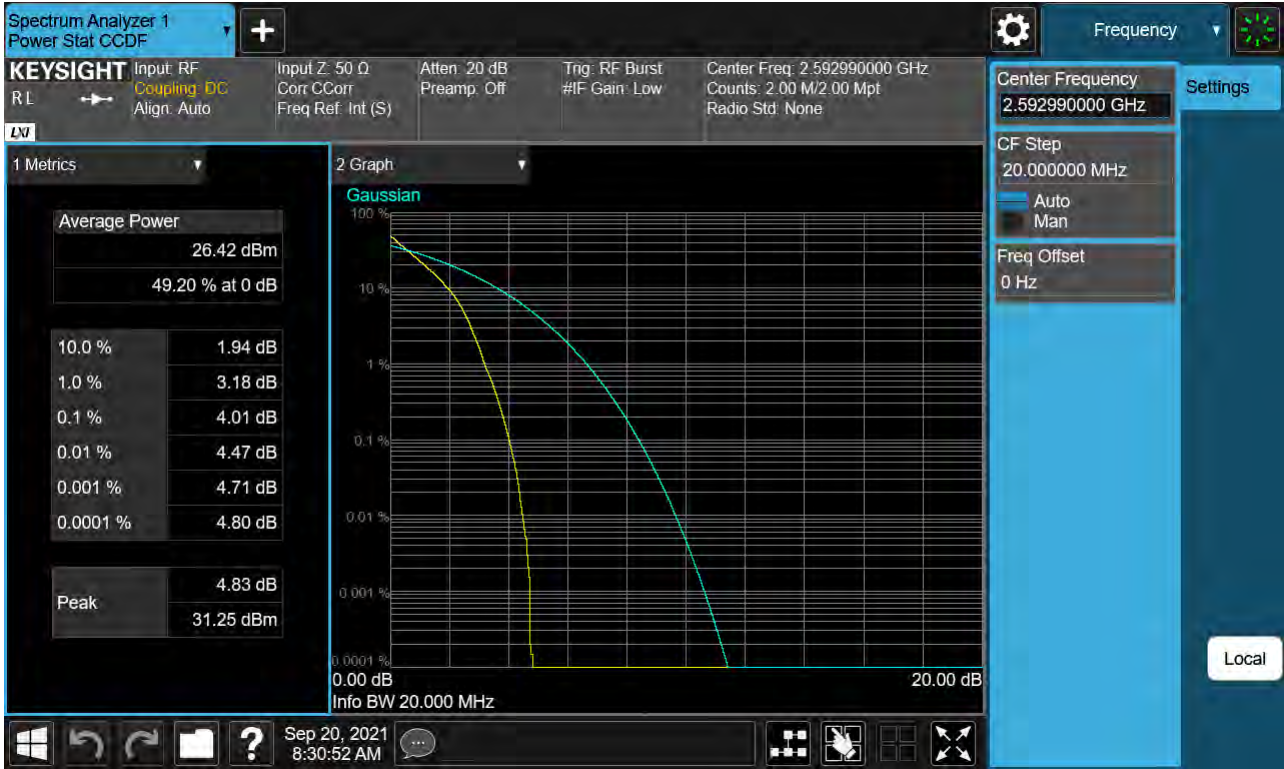 Spectrum Analyzer 1
Power Stat CCDF
Frequency
KEYSIGHT
R L
LXI
Input: RF
Coupling: DC
Align: Auto
Input Z: 50 Ω
Corr CCorr
Freq Ref: Int (S)
Atten: 20 dB
Preamp: Off
Trig: RF Burst
#IF Gain: Low
Center Freq: 2.592990000 GHz
Counts: 2.00 M/2.00 Mpt
Radio Std: None
Center Frequency
2.592990000 GHz
CF Step
20.000000 MHz
Auto
Man
Freq Offset
0 Hz
Settings
Local
1 Metrics
Average Power
26.42 dBm
49.20 % at 0 dB
10.0 % 1.94 dB
1.0 % 3.18 dB
0.1 % 4.01 dB
0.01 % 4.47 dB
0.001 % 4.71 dB
0.0001 % 4.80 dB
Peak
4.83 dB
31.25 dBm
2 Graph
Gaussian
100 %
10 %
1 %
0.1 %
0.01 %
0.001 %
0.0001 %
0.00 dB 20.00 dB
Info BW 20.000 MHz
?
Sep 20, 2021
8:30:52 AM